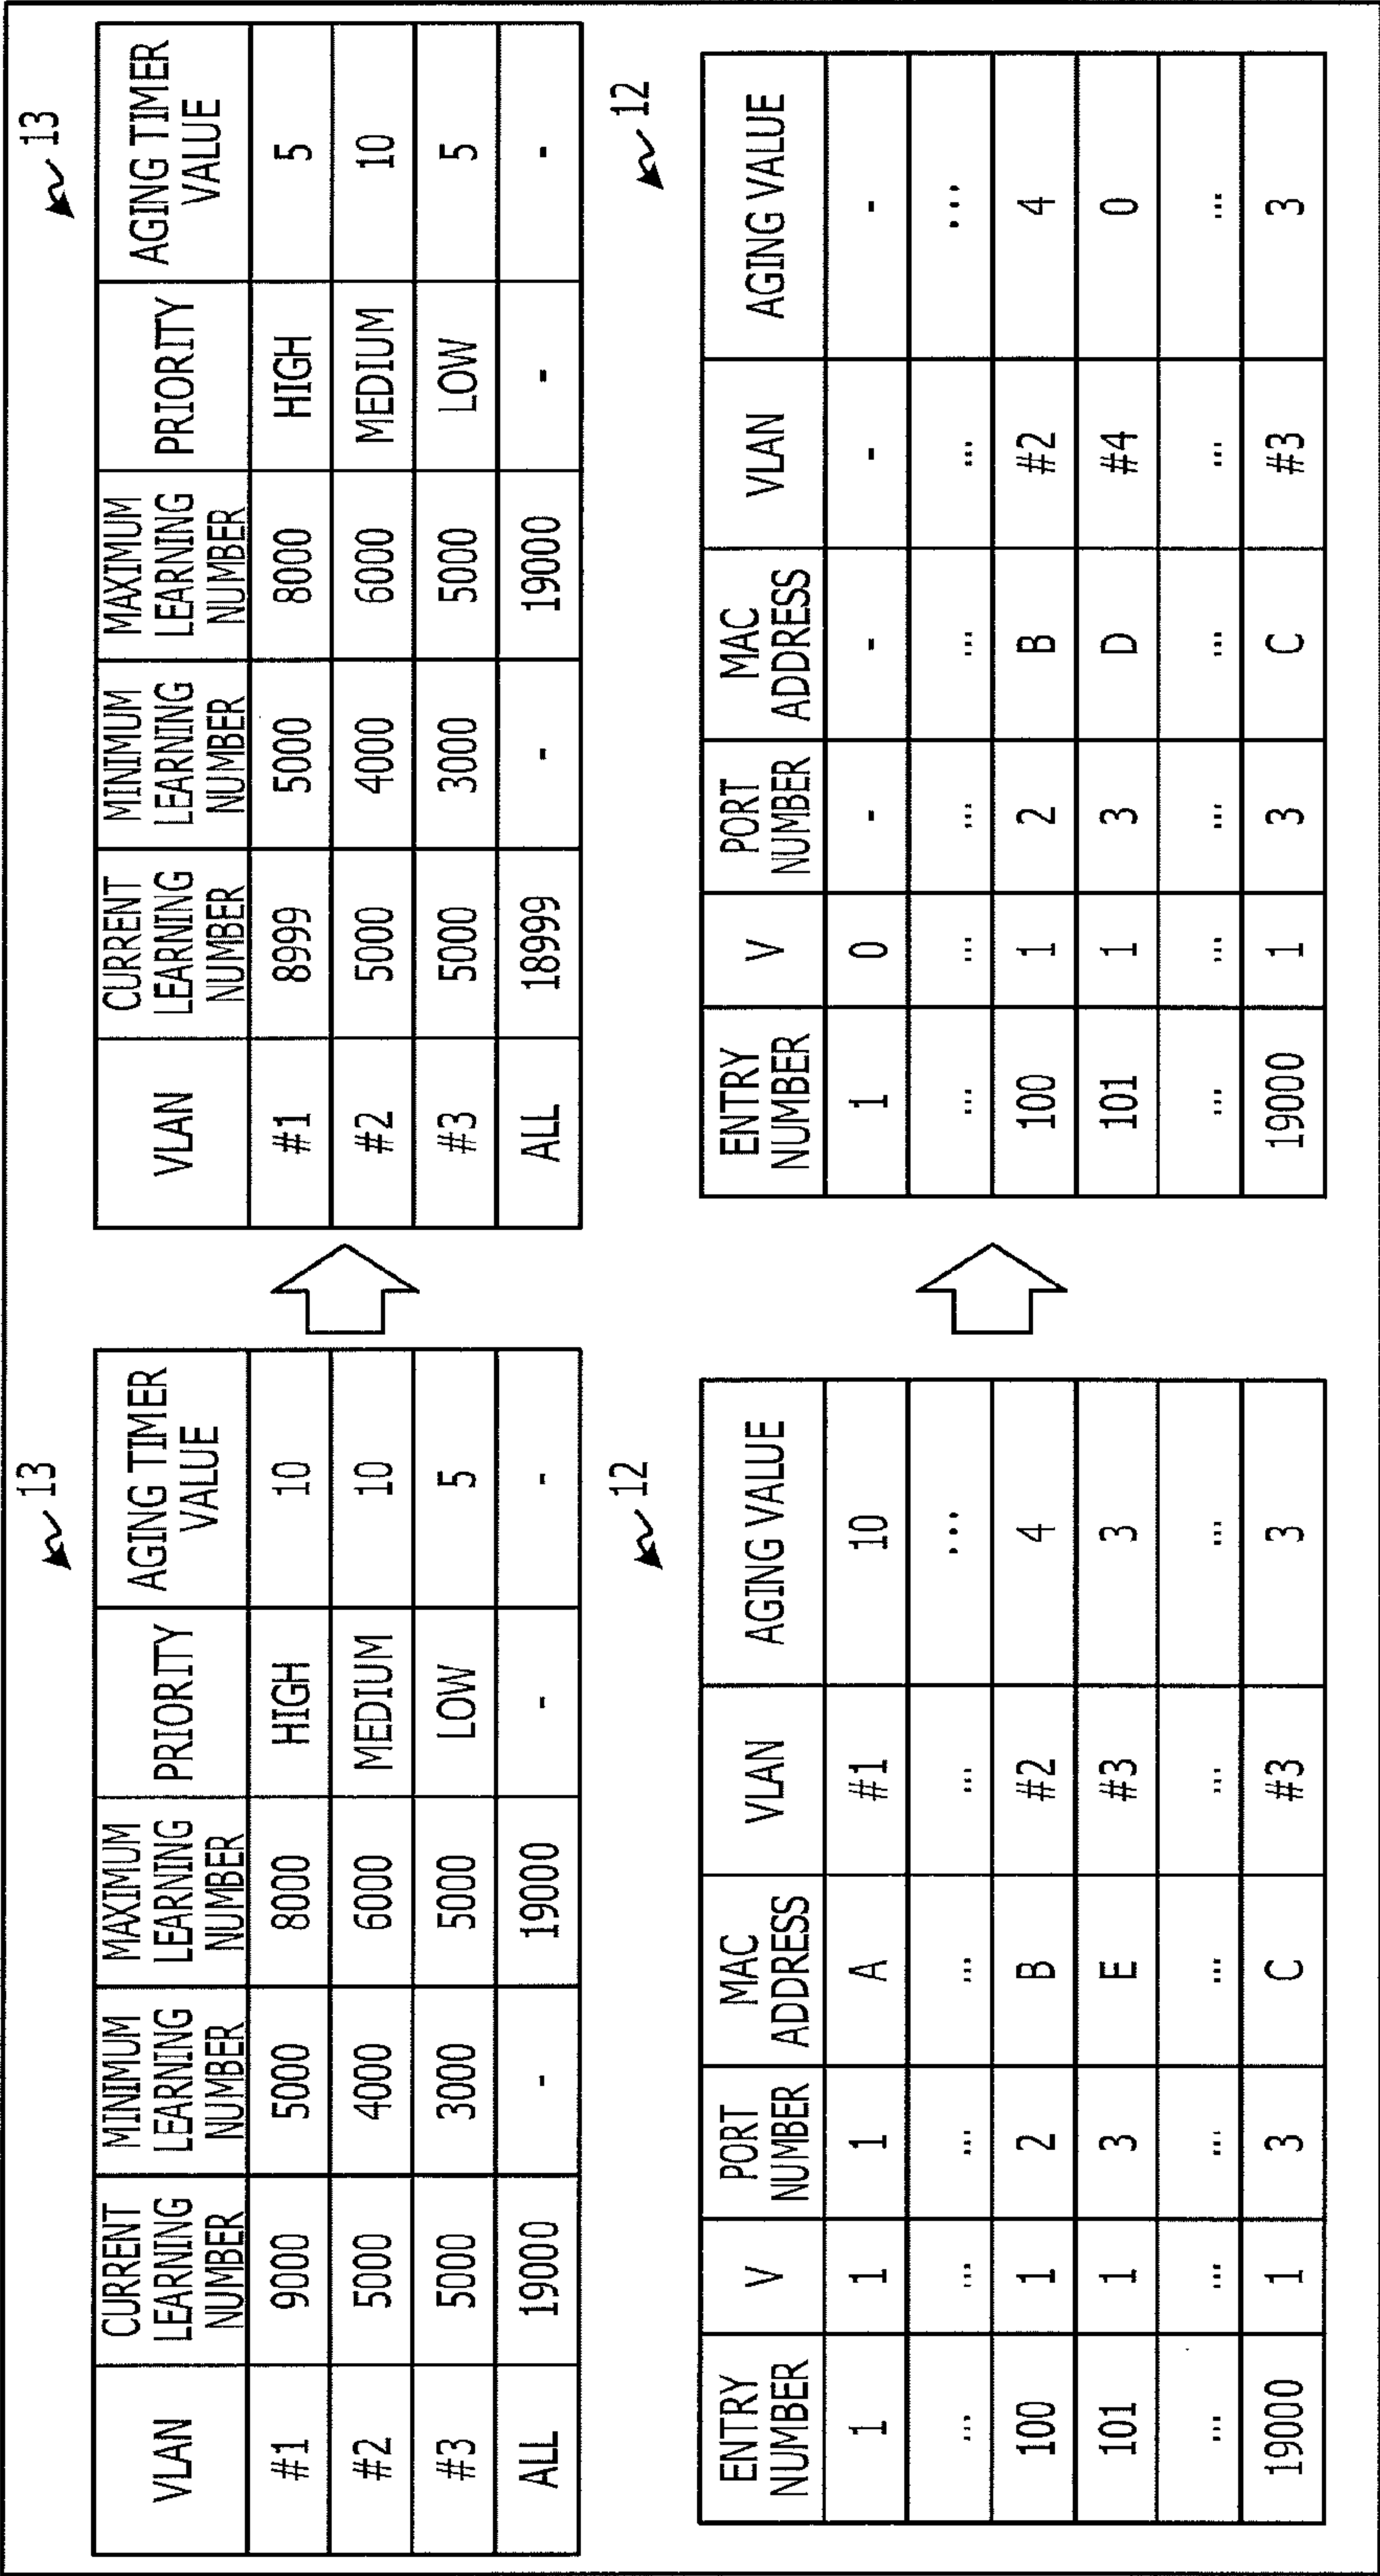 13
VLAN CURRENT LEARNING NUMBER MINIMUM LEARNING NUMBER MAXIMUM LEARNING NUMBER PRIORITY AGING TIMER VALUE
#1 9000 5000 8000 HIGH 10
#2 5000 4000 6000 MEDIUM 10
#3 5000 3000 5000 LOW 5
ALL 19000 - 19000 - -
13
VLAN CURRENT LEARNING NUMBER MINIMUM LEARNING NUMBER MAXIMUM LEARNING NUMBER PRIORITY AGING TIMER VALUE
#1 8999 5000 8000 HIGH 5
#2 5000 4000 6000 MEDIUM 10
#3 5000 3000 5000 LOW 5
ALL 18999 - 19000 - -
12
ENTRY NUMBER V PORT NUMBER MAC ADDRESS VLAN AGING VALUE
1 1 1 A #1 10
... ... ... ... ... ...
100 1 2 B #2 4
101 1 3 E #3 3
... ... ... ... ... ...
19000 1 3 C #3 3
12
ENTRY NUMBER V PORT NUMBER MAC ADDRESS VLAN AGING VALUE
1 0 - - - -
... ... ... ... ... ...
100 1 2 B #2 4
101 1 3 D #4 0
... ... ... ... ... ...
19000 1 3 C #3 3